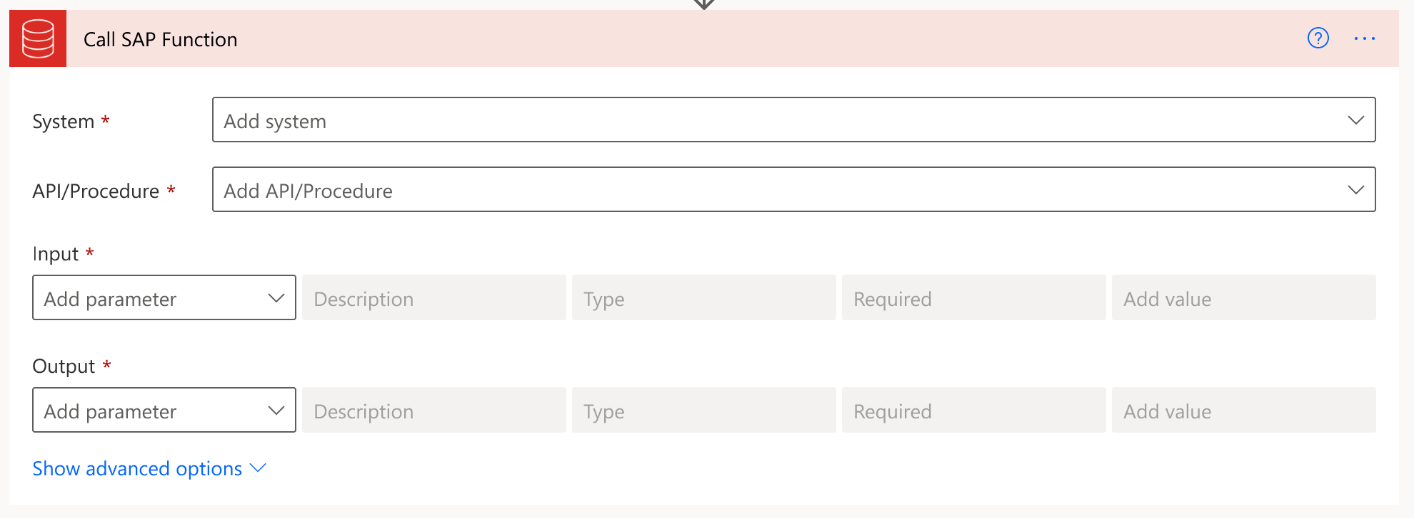 Call SAP Function
System * Add system
API/Procedure * Add API/Procedure
Input *
Add parameter Description Type Required Add value
Output *
Add parameter Description Type Required Add value
Show advanced options